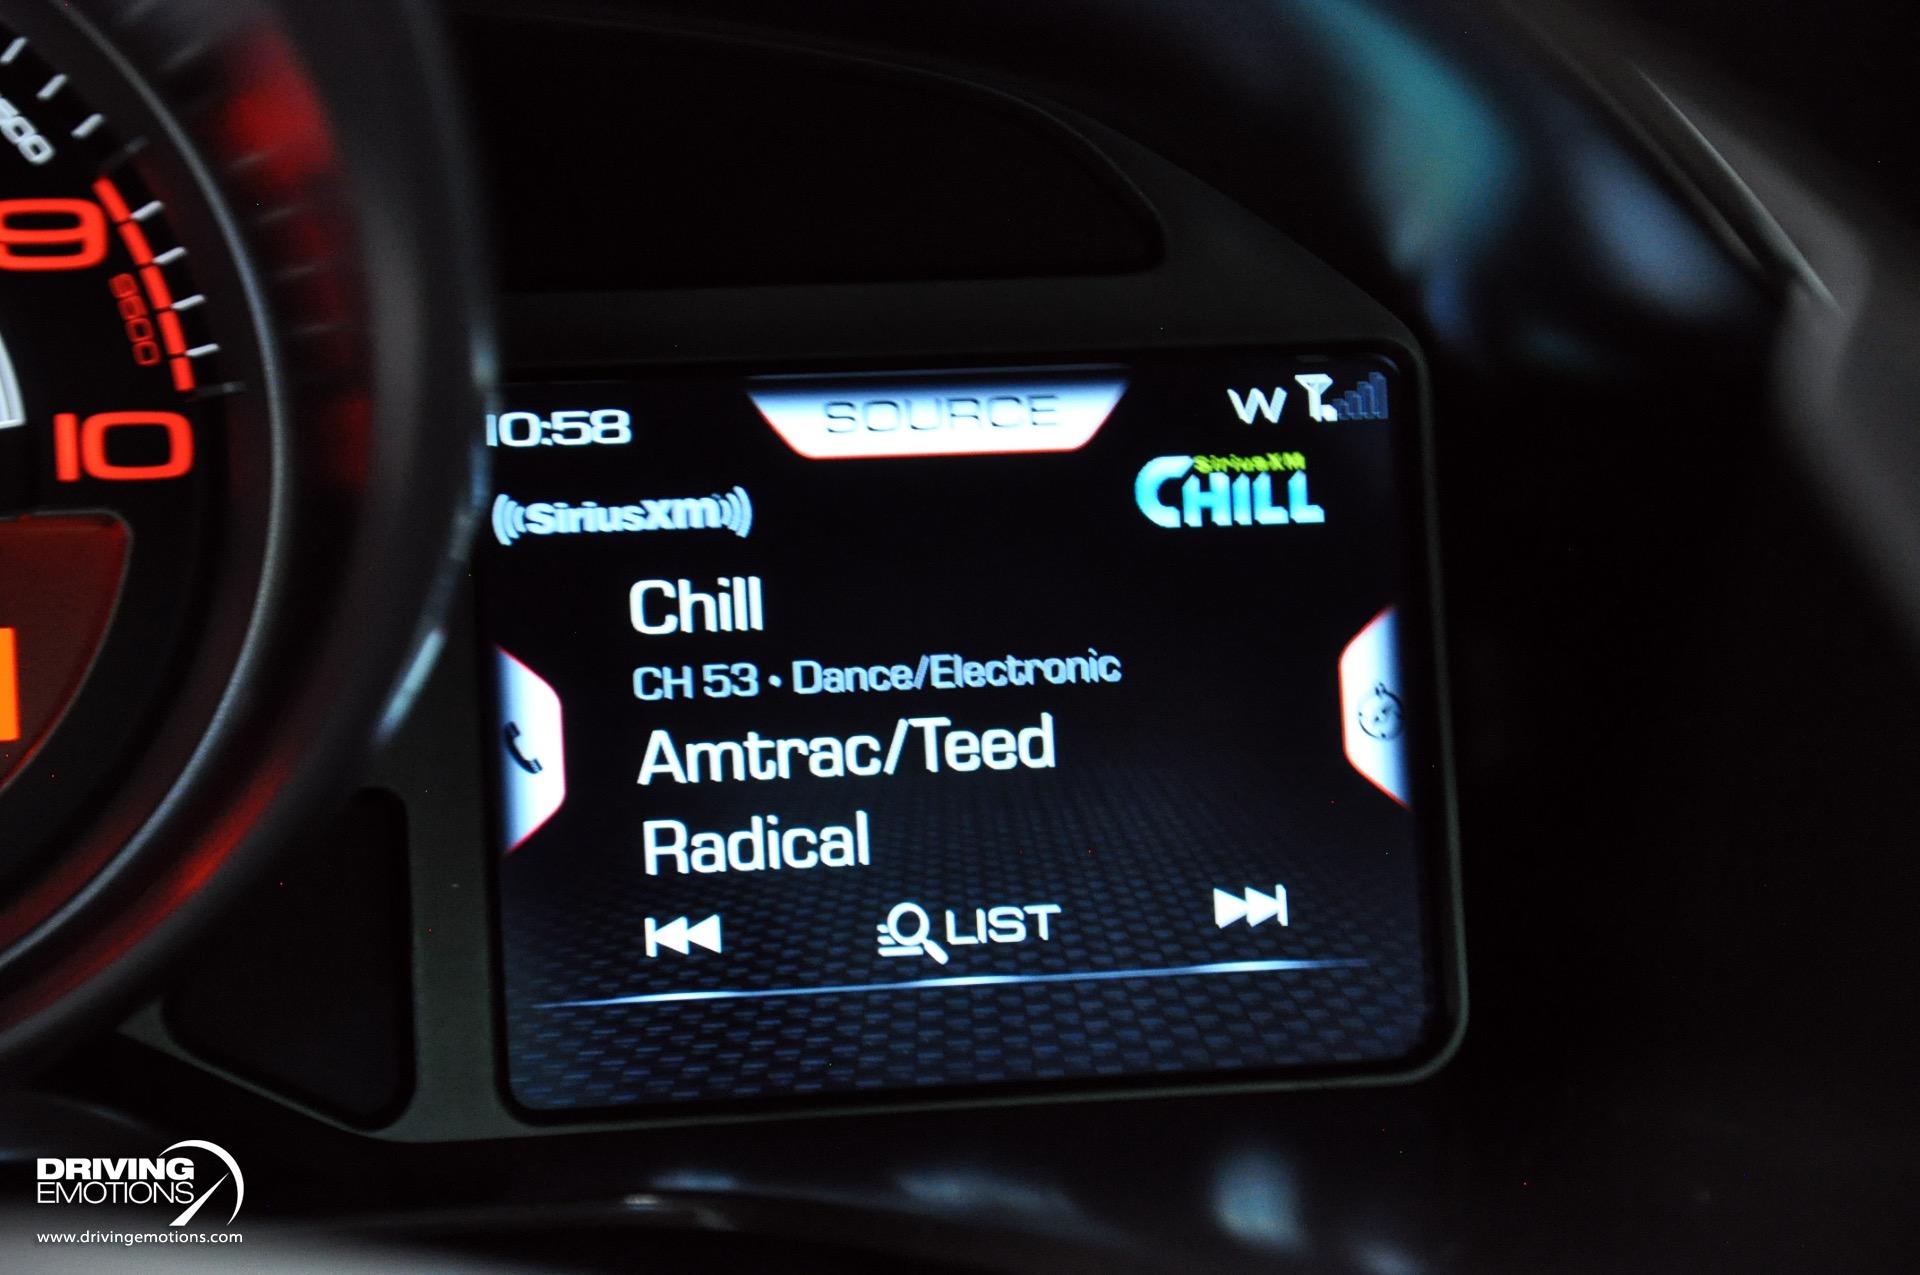 9
10
10:58
SOURCE
W
SiriusXM
SiriusXM
CHILL
Chill
CH 53 • Dance/Electronic
Amtrac/Teed
Radical
LIST
DRIVING
EMOTIONS
www.drivingemotions.com